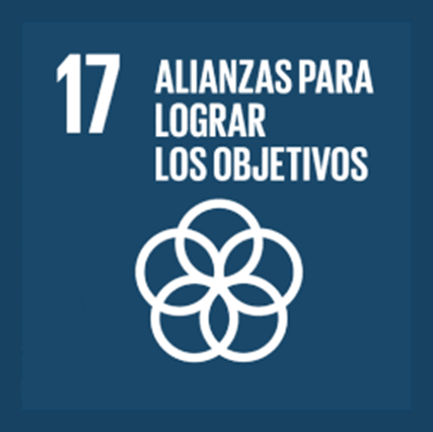 17
ALIANZAS PARA
LOGRAR
LOS OBJETIVOS